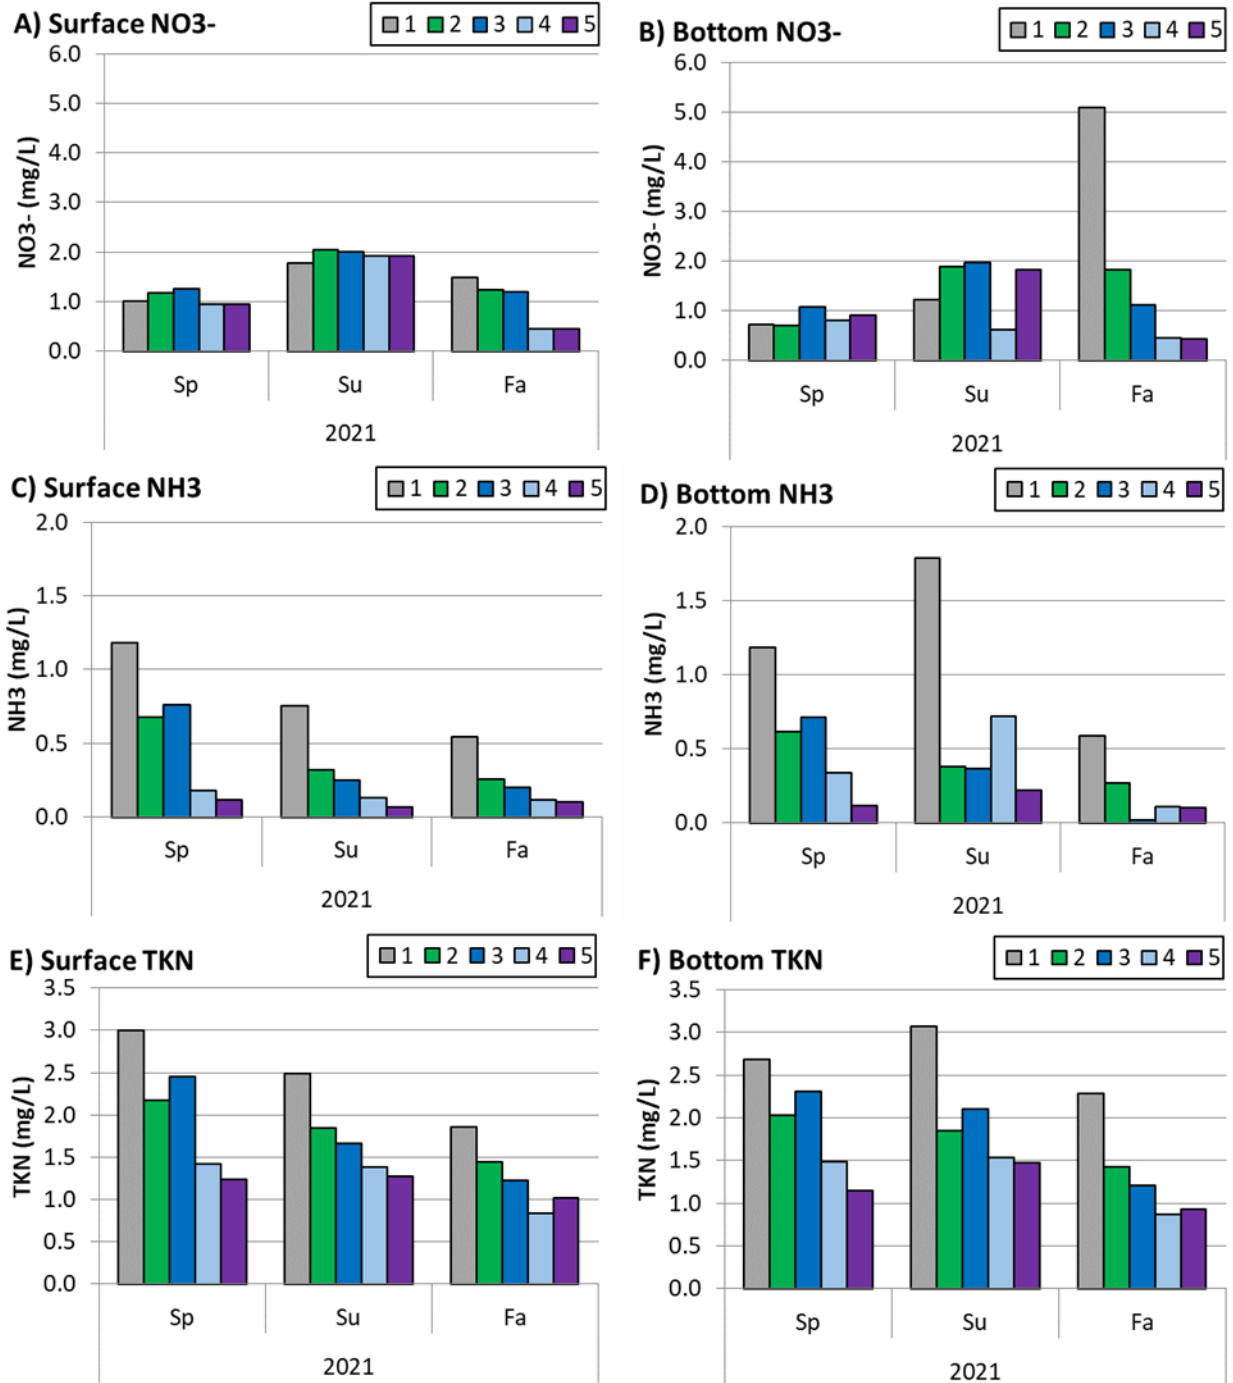 A) Surface NO3-
1 2 3 4 5
6.0
5.0
4.0
3.0
2.0
1.0
0.0
NO3- (mg/L)
Sp Su Fa
2021
B) Bottom NO3-
1 2 3 4 5
6.0
5.0
4.0
3.0
2.0
1.0
0.0
NO3- (mg/L)
Sp Su Fa
2021
C) Surface NH3
1 2 3 4 5
2.0
1.5
1.0
0.5
0.0
NH3 (mg/L)
Sp Su Fa
2021
D) Bottom NH3
1 2 3 4 5
2.0
1.5
1.0
0.5
0.0
NH3 (mg/L)
Sp Su Fa
2021
E) Surface TKN
1 2 3 4 5
3.5
3.0
2.5
2.0
1.5
1.0
0.5
0.0
TKN (mg/L)
Sp Su Fa
2021
F) Bottom TKN
1 2 3 4 5
3.5
3.0
2.5
2.0
1.5
1.0
0.5
0.0
TKN (mg/L)
Sp Su Fa
2021